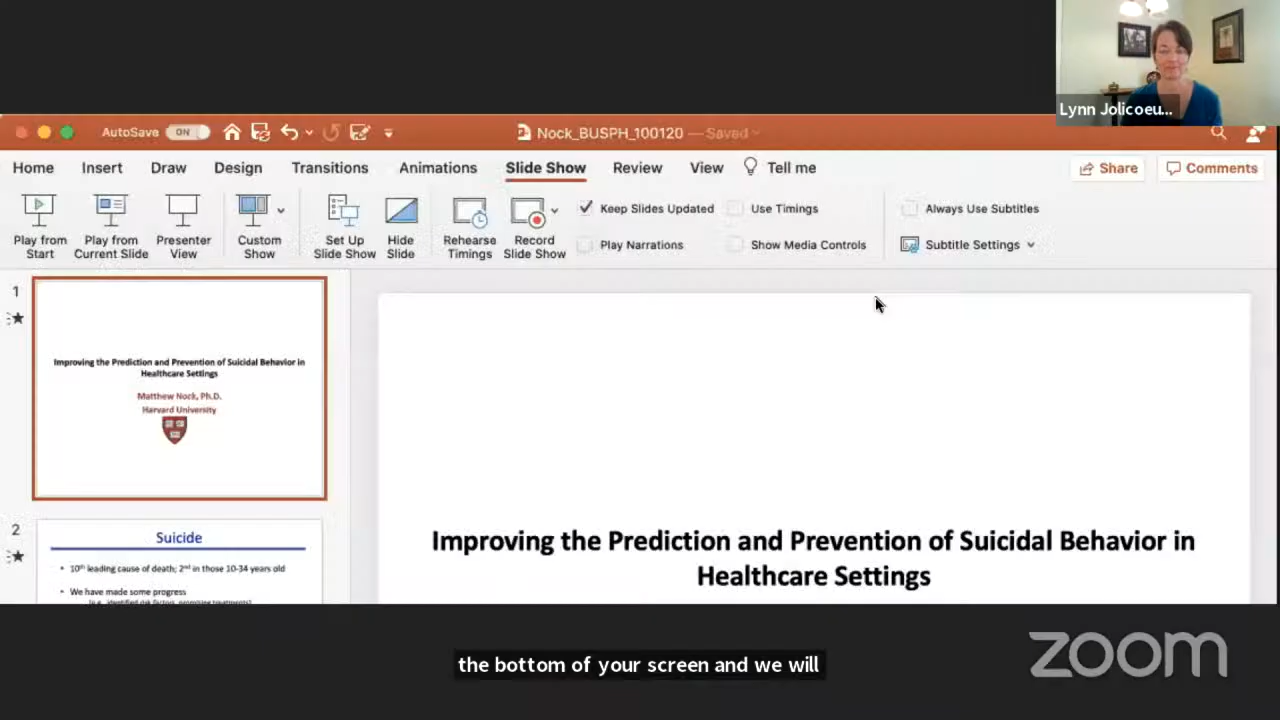 Lynn Jolicoeu...
AutoSave ON
Nock_BUSPH_100120 — Saved
Home Insert Draw Design Transitions Animations Slide Show Review View Tell me
Share Comments
Play from Start
Play from Current Slide
Presenter View
Custom Show
Set Up Slide Show
Hide Slide
Rehearse Timings
Record Slide Show
Keep Slides Updated
Play Narrations
Use Timings
Show Media Controls
Always Use Subtitles
Subtitle Settings
1
Improving the Prediction and Prevention of Suicidal Behavior in
Healthcare Settings
Matthew Nock, Ph.D.
Harvard University
2
Suicide
• 10th leading cause of death; 2nd in those 10-34 years old
• We have made some progress
Improving the Prediction and Prevention of Suicidal Behavior in
Healthcare Settings
the bottom of your screen and we will
zoom